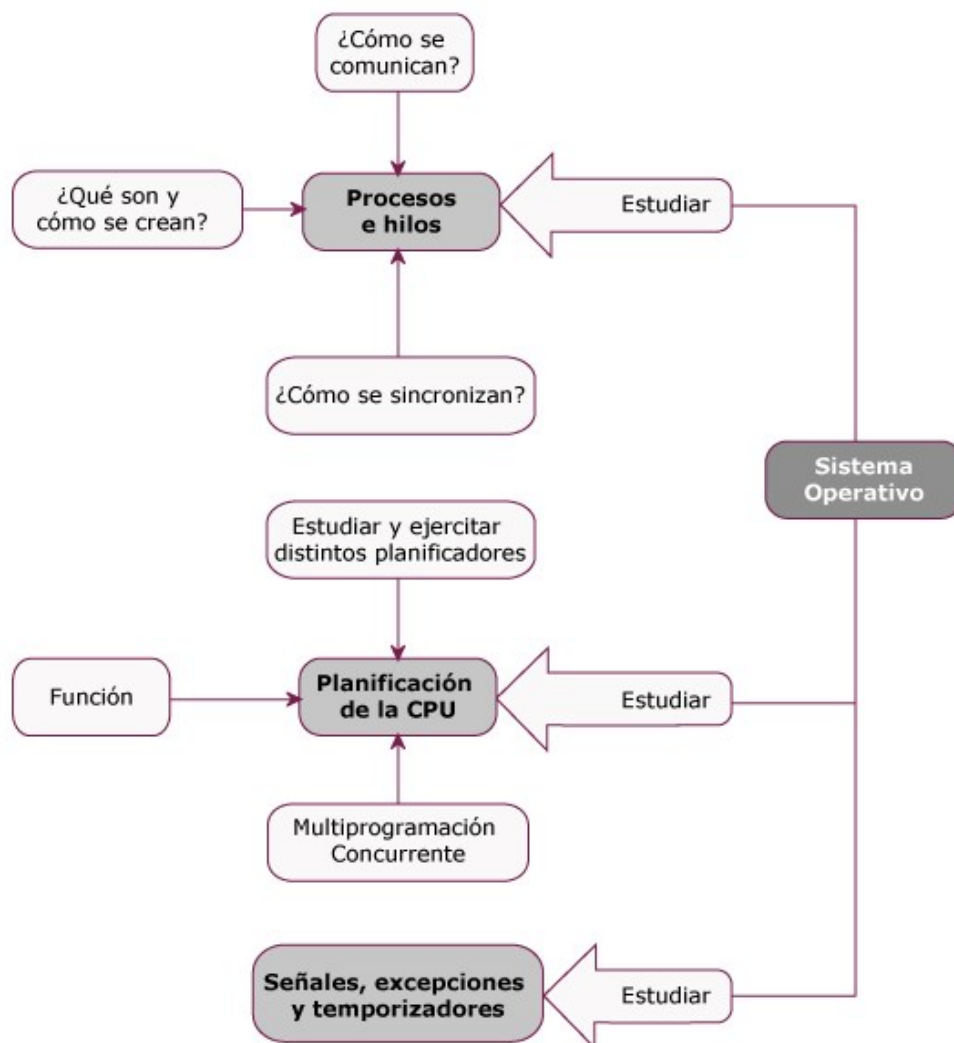 ¿Cómo se
comunican?
¿Qué son y
cómo se crean?
Procesos
e hilos
Estudiar
¿Cómo se sincronizan?
Sistema
Operativo
Estudiar y ejercitar
distintos planificadores
Función
Planificación
de la CPU
Estudiar
Multiprogramación
Concurrente
Señales, excepciones
y temporizadores
Estudiar